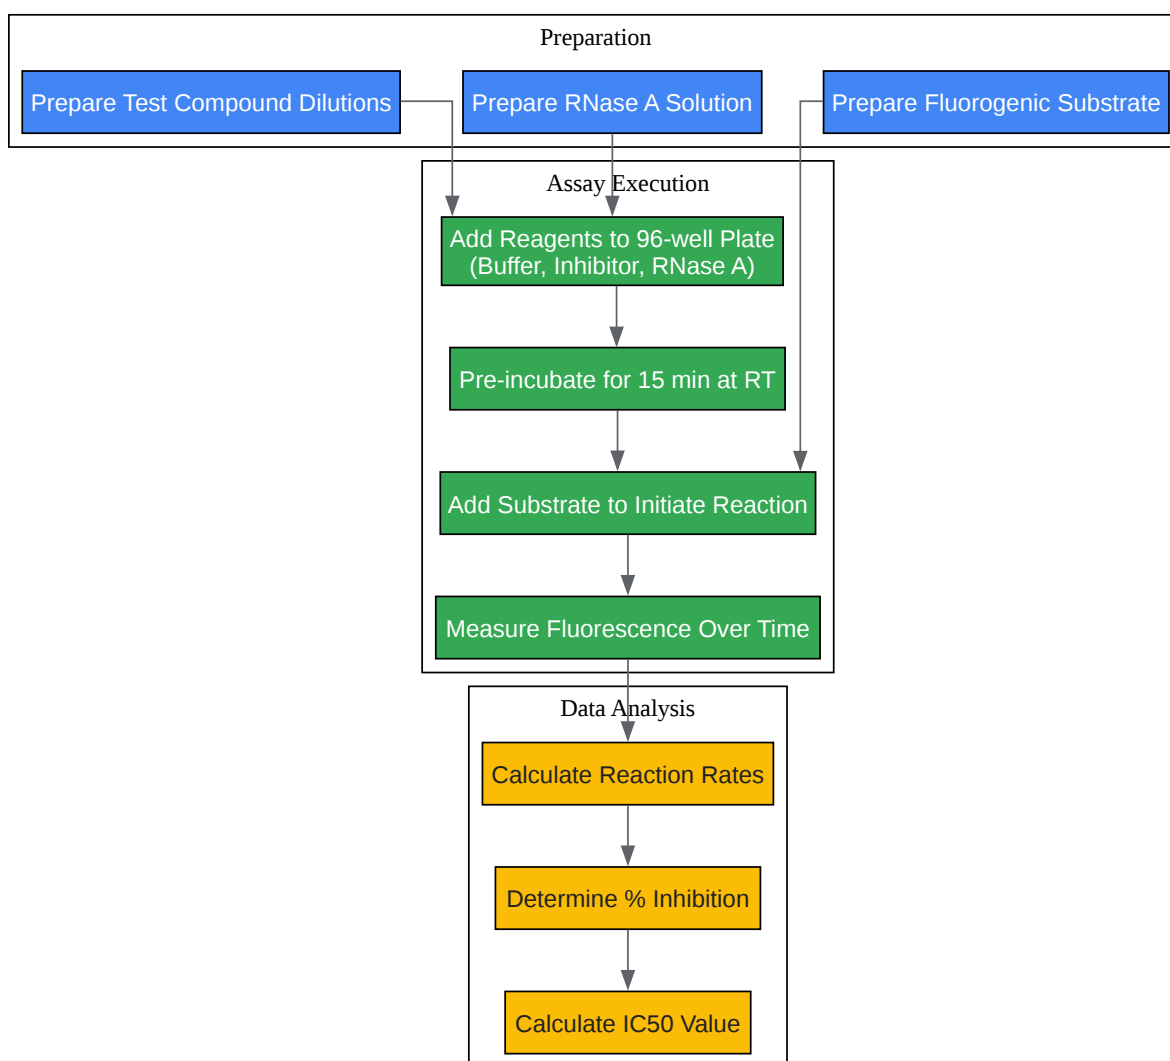 Preparation
Prepare Test Compound Dilutions
Prepare RNase A Solution
Prepare Fluorogenic Substrate
Assay Execution
Add Reagents to 96-well Plate
(Buffer, Inhibitor, RNase A)
Pre-incubate for 15 min at RT
Add Substrate to Initiate Reaction
Measure Fluorescence Over Time
Data Analysis
Calculate Reaction Rates
Determine % Inhibition
Calculate IC50 Value